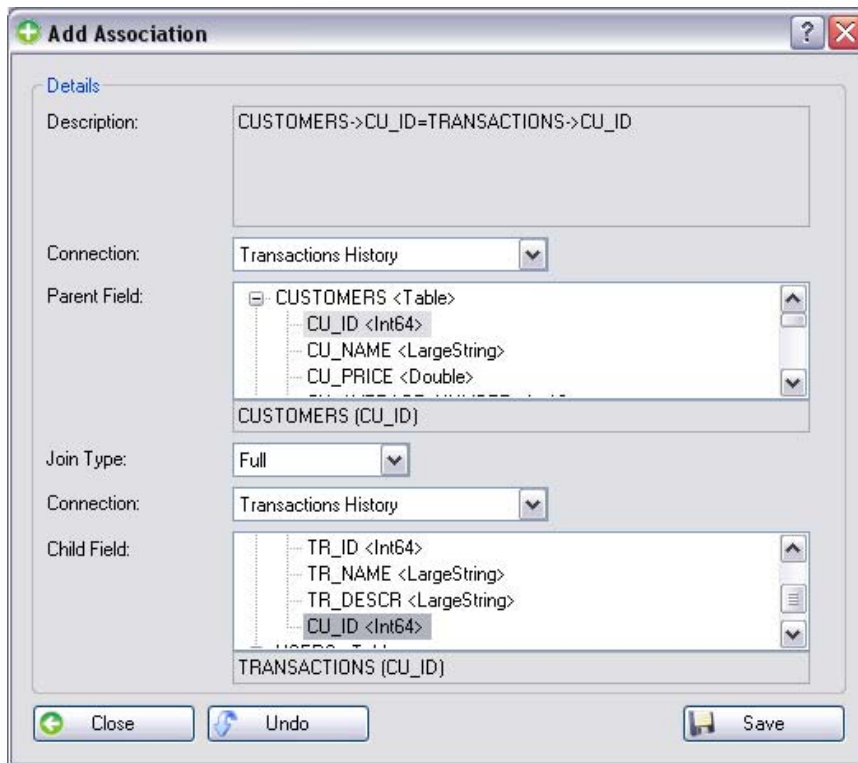 Add Association
Details
Description:
CUSTOMERS->CU_ID=TRANSACTIONS->CU_ID
Connection:
Transactions History
Parent Field:
CUSTOMERS <Table>
CU_ID <Int64>
CU_NAME <LargeString>
CU_PRICE <Double>
CUSTOMERS (CU_ID)
Join Type:
Full
Connection:
Transactions History
Child Field:
TR_ID <Int64>
TR_NAME <LargeString>
TR_DESCR <LargeString>
CU_ID <Int64>
TRANSACTIONS (CU_ID)
Close
Undo
Save